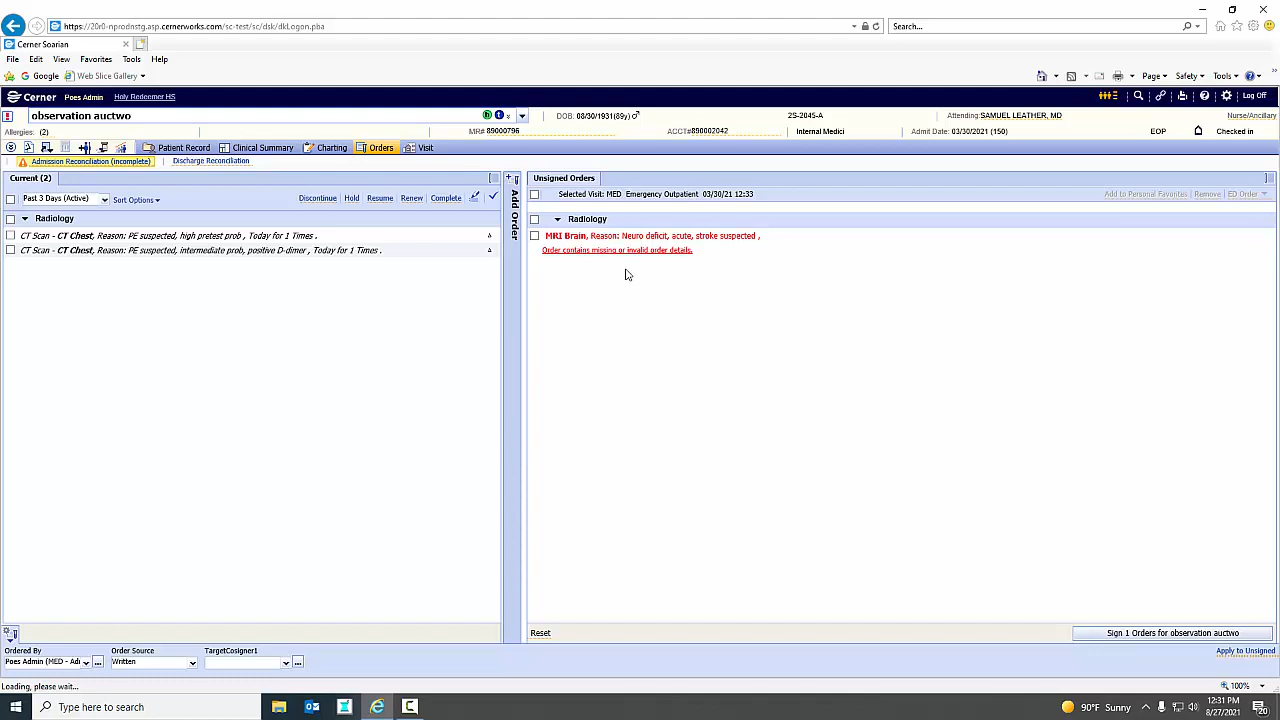 https://20r0-nprodnstg.asp.cernerworks.com/sc-test/sc/dsk/dkLogon.pba
Search...
Cerner Soarian
File Edit View Favorites Tools Help
Google Web Slice Gallery
Page Safety Tools
Cerner Poes Admin Holy Redeemer HS Log Off
observation auctwo DOB: 08/30/1931(89y) 2S-2045-A Attending:SAMUEL LEATHER, MD Nurse/Ancillary
Allergies: (2) MR#89000796 ACCT#890002042 Internal Medici Admit Date: 03/30/2021 (150) EOP Checked in
Patient Record Clinical Summary Charting Orders Visit
Admission Reconciliation (incomplete) Discharge Reconciliation
Current (2)
Past 3 Days (Active) Sort Options Discontinue Hold Resume Renew Complete
Radiology
CT Scan - CT Chest, Reason: PE suspected, high pretest prob , Today for 1 Times .
CT Scan - CT Chest, Reason: PE suspected, intermediate prob, positive D-dimer , Today for 1 Times .
Add Order
Unsigned Orders
Selected Visit: MED Emergency Outpatient 03/30/21 12:33 Add to Personal Favorites Remove ED Order
Radiology
MRI Brain, Reason: Neuro deficit, acute, stroke suspected ,
Order contains missing or invalid order details.
Reset Sign 1 Orders for observation auctwo
Ordered By Order Source TargetCosigner1 Apply to Unsigned
Poes Admin (MED - Adi Written
Loading, please wait... 100%
Type here to search 90°F Sunny 12:31 PM
8/27/2021 20